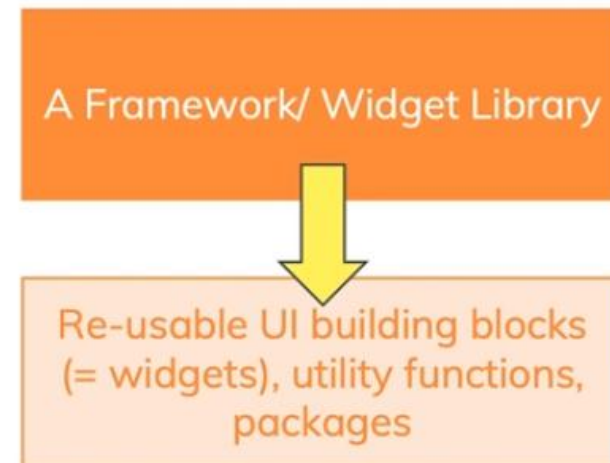 A Framework/ Widget Library
Re-usable UI building blocks
(= widgets), utility functions,
packages